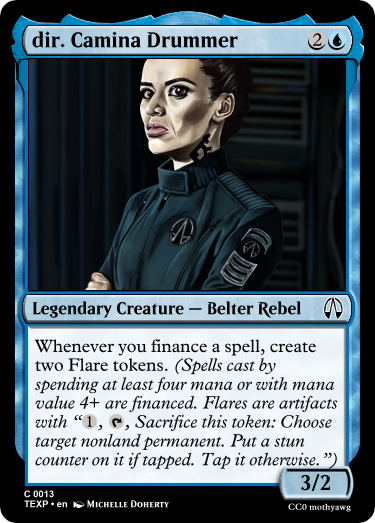 dir. Camina Drummer 2
Legendary Creature — Belter Rebel
Whenever you finance a spell, create
two Flare tokens. (Spells cast by
spending at least four mana or with mana
value 4+ are financed. Flares are artifacts
with “1, , Sacrifice this token: Choose
target nonland permanent. Put a stun
counter on it if tapped. Tap it otherwise.”)
3/2
C 0013
TEXP • en Michelle Doherty
CC0 mothyawg